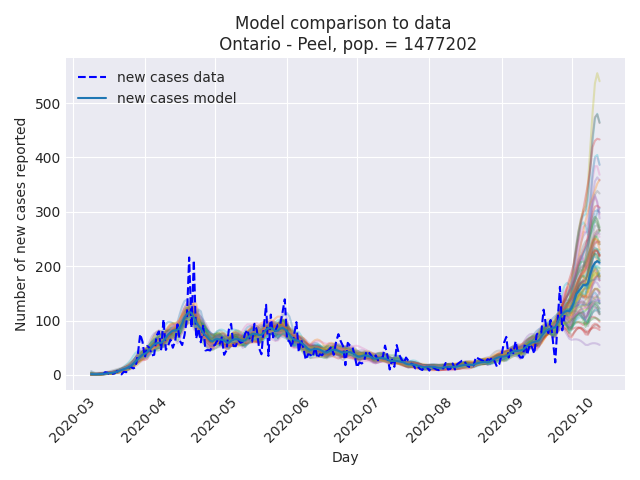 Model comparison to data
Ontario - Peel, pop. = 1477202
new cases data
new cases model
Number of new cases reported
500
400
300
200
100
0
2020-03
2020-04
2020-05
2020-06
2020-07
2020-08
2020-09
2020-10
Day